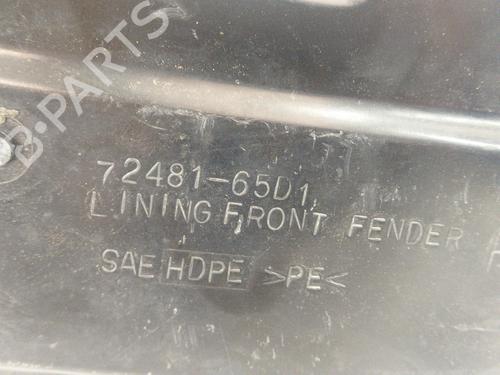 B-PARTS
72481-65D1
LINING FRONT FENDER
SAE HDPE >PE<